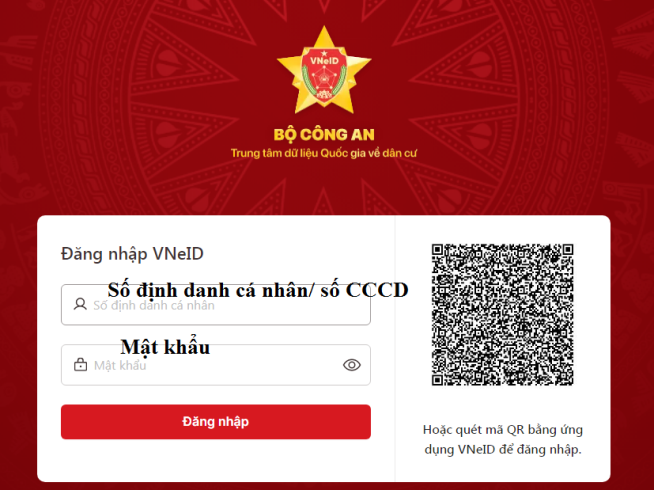 VNeID
BỘ CÔNG AN
Trung tâm dữ liệu Quốc gia về dân cư
Đăng nhập VNeID
Số định danh cá nhân/ số CCCD
Số định danh cá nhân
Mật khẩu
Mật khẩu
Đăng nhập
Hoặc quét mã QR bằng ứng
dụng VNeID để đăng nhập.